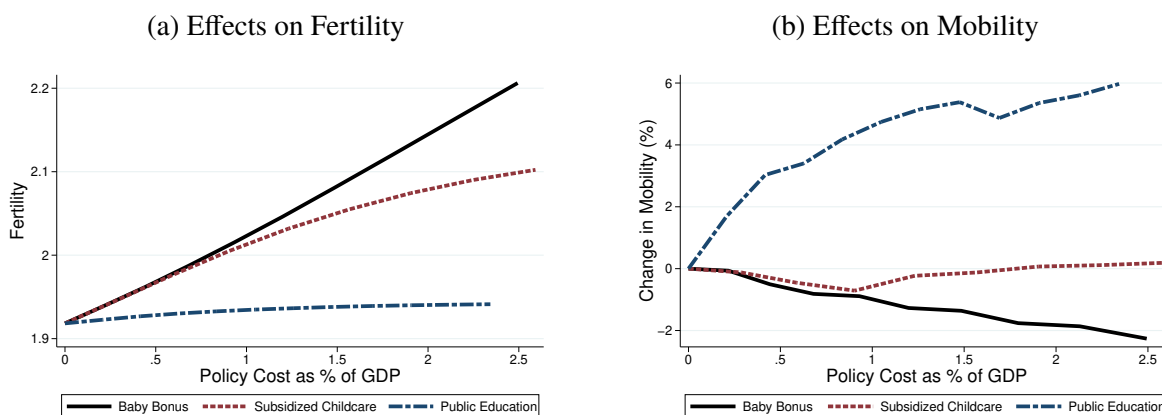 (a) Effects on Fertility
2.2
2.1
2
1.9
Fertility
0
.5
1
1.5
2
2.5
Policy Cost as % of GDP
Baby Bonus
Subsidized Childcare
Public Education
(b) Effects on Mobility
6
4
2
0
−2
Change in Mobility (%)
0
.5
1
1.5
2
2.5
Policy Cost as % of GDP
Baby Bonus
Subsidized Childcare
Public Education